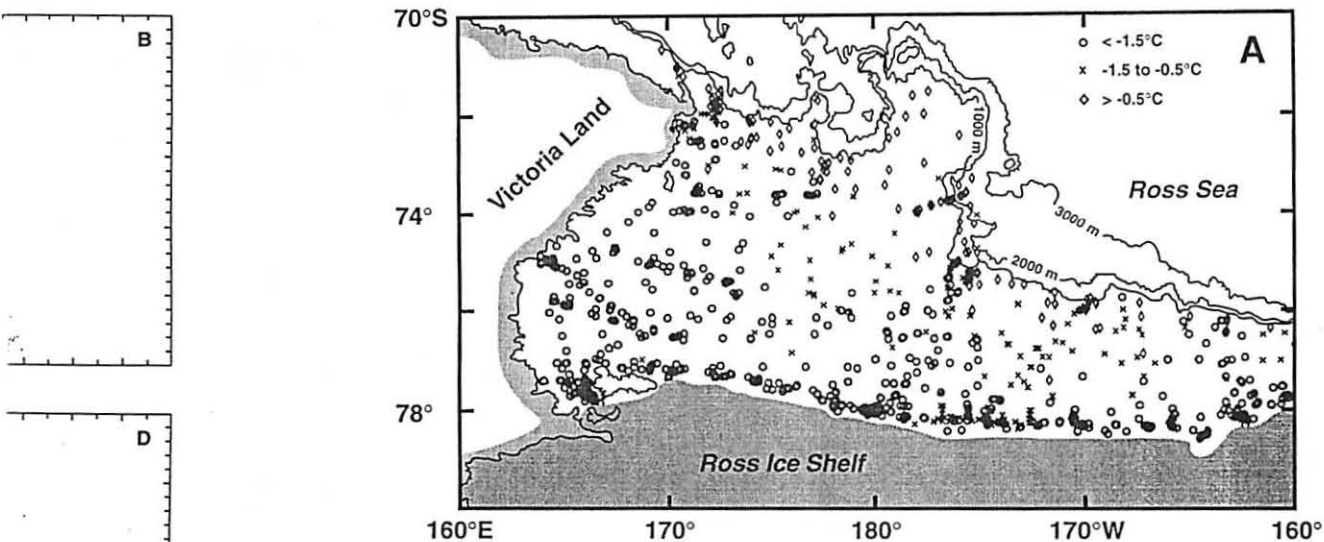 B
D
70°S
74°
78°
160°E
170°
180°
170°W
160°
A
< -1.5°C
-1.5 to -0.5°C
> -0.5°C
Victoria Land
1000 m
Ross Sea
3000 m
2000 m
Ross Ice Shelf